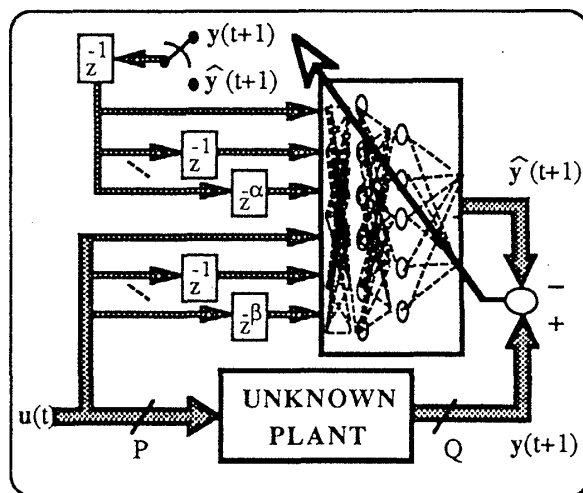 y(t+1)
z⁻¹
ŷ(t+1)
z⁻¹
z⁻α
ŷ(t+1)
z⁻¹
−
+
z⁻β
UNKNOWN
PLANT
u(t)
P
Q
y(t+1)